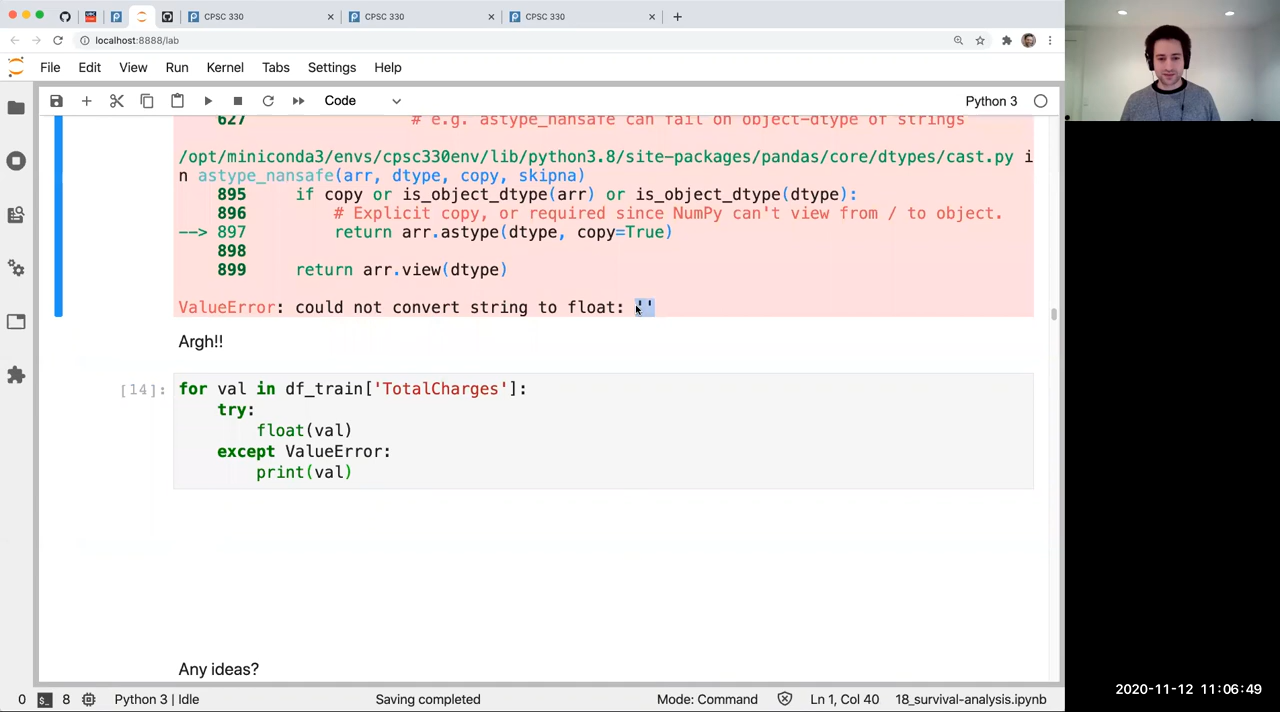 CPSC 330
CPSC 330
CPSC 330
localhost:8888/lab
File Edit View Run Kernel Tabs Settings Help
Code
Python 3
627 # e.g. astype_nansafe can fail on object-dtype of strings
/opt/miniconda3/envs/cpsc330env/lib/python3.8/site-packages/pandas/core/dtypes/cast.py i
n astype_nansafe(arr, dtype, copy, skipna)
895 if copy or is_object_dtype(arr) or is_object_dtype(dtype):
896 # Explicit copy, or required since NumPy can't view from / to object.
--> 897 return arr.astype(dtype, copy=True)
898
899 return arr.view(dtype)
ValueError: could not convert string to float: ''
Argh!!
[14]: for val in df_train['TotalCharges']:
try:
float(val)
except ValueError:
print(val)
Any ideas?
0 8 Python 3 | Idle Saving completed Mode: Command Ln 1, Col 40 18_survival-analysis.ipynb
2020-11-12 11:06:49